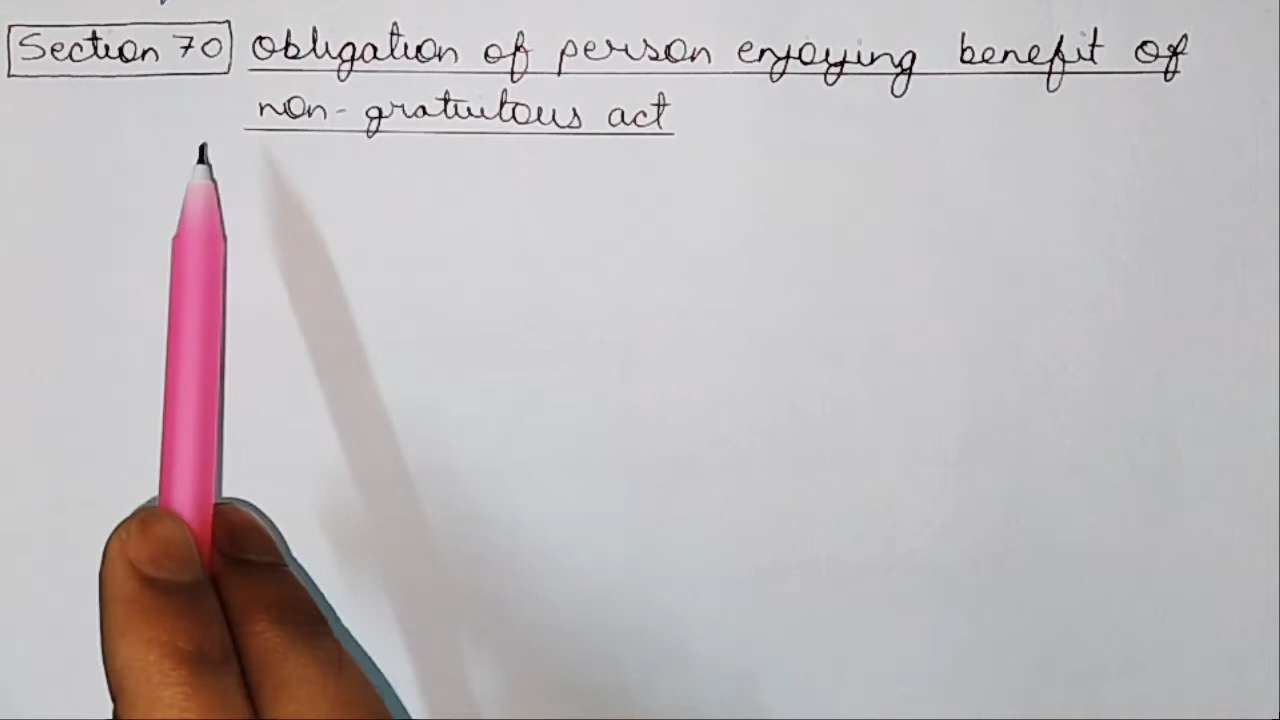 Section 70 obligation of person enjoying benefit of
non-gratuitous act